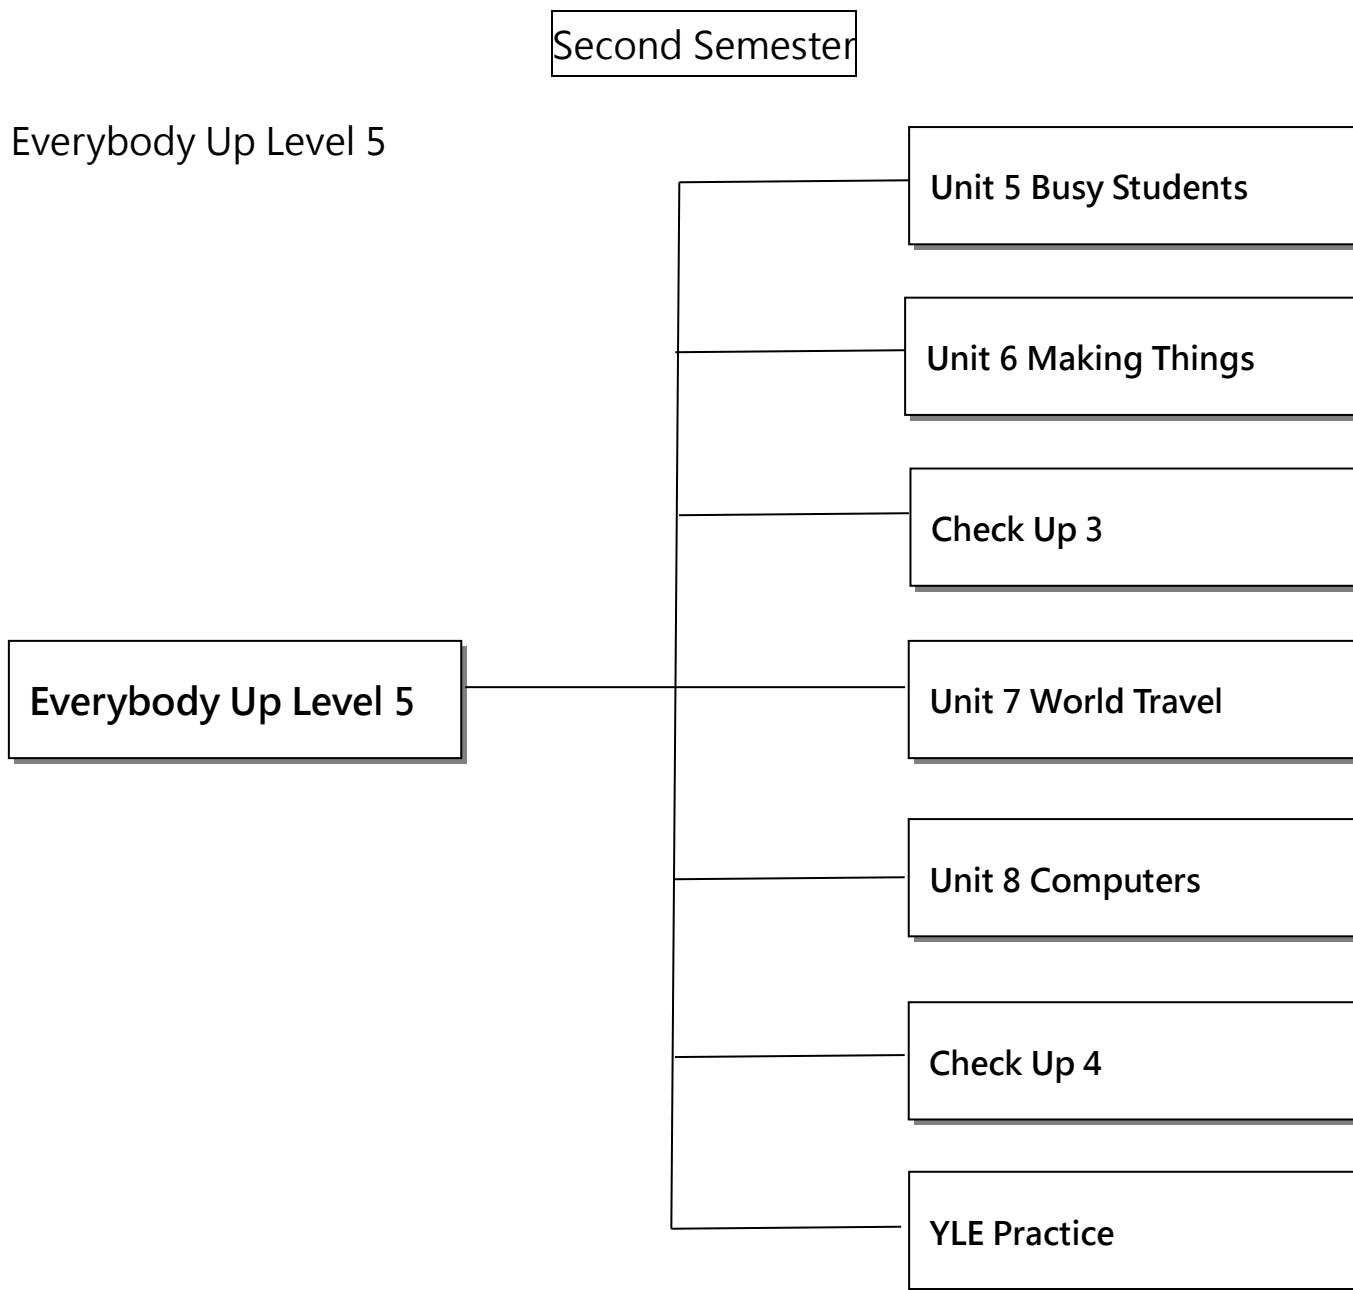 Second Semester
Everybody Up Level 5
Unit 5 Busy Students
Unit 6 Making Things
Check Up 3
Everybody Up Level 5
Unit 7 World Travel
Unit 8 Computers
Check Up 4
YLE Practice